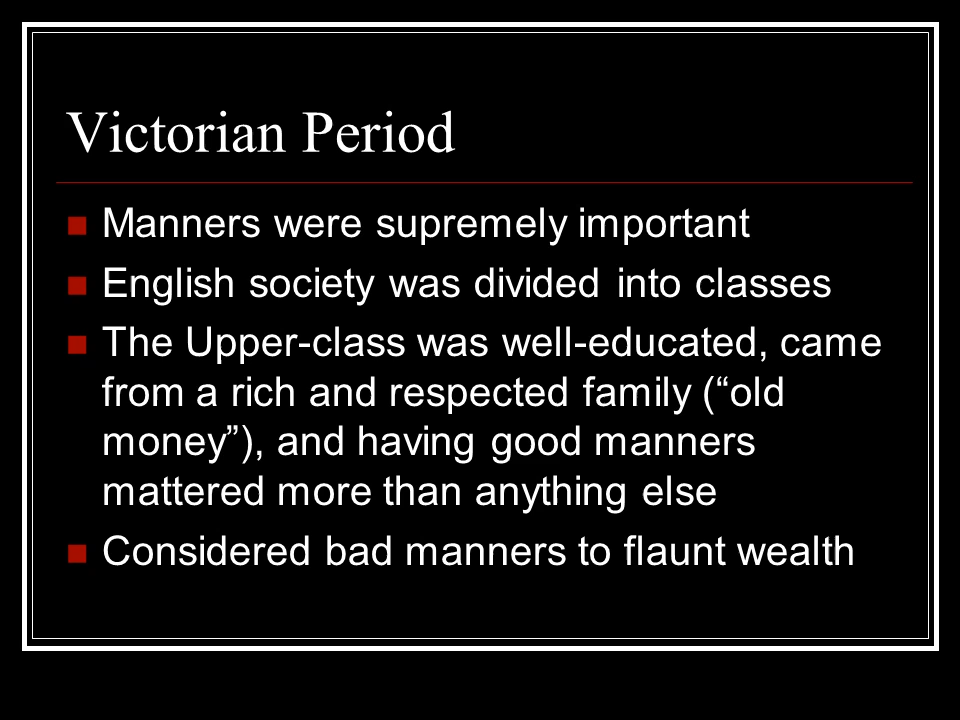 Victorian Period
Manners were supremely important
English society was divided into classes
The Upper-class was well-educated, came
from a rich and respected family (“old
money”), and having good manners
mattered more than anything else
Considered bad manners to flaunt wealth